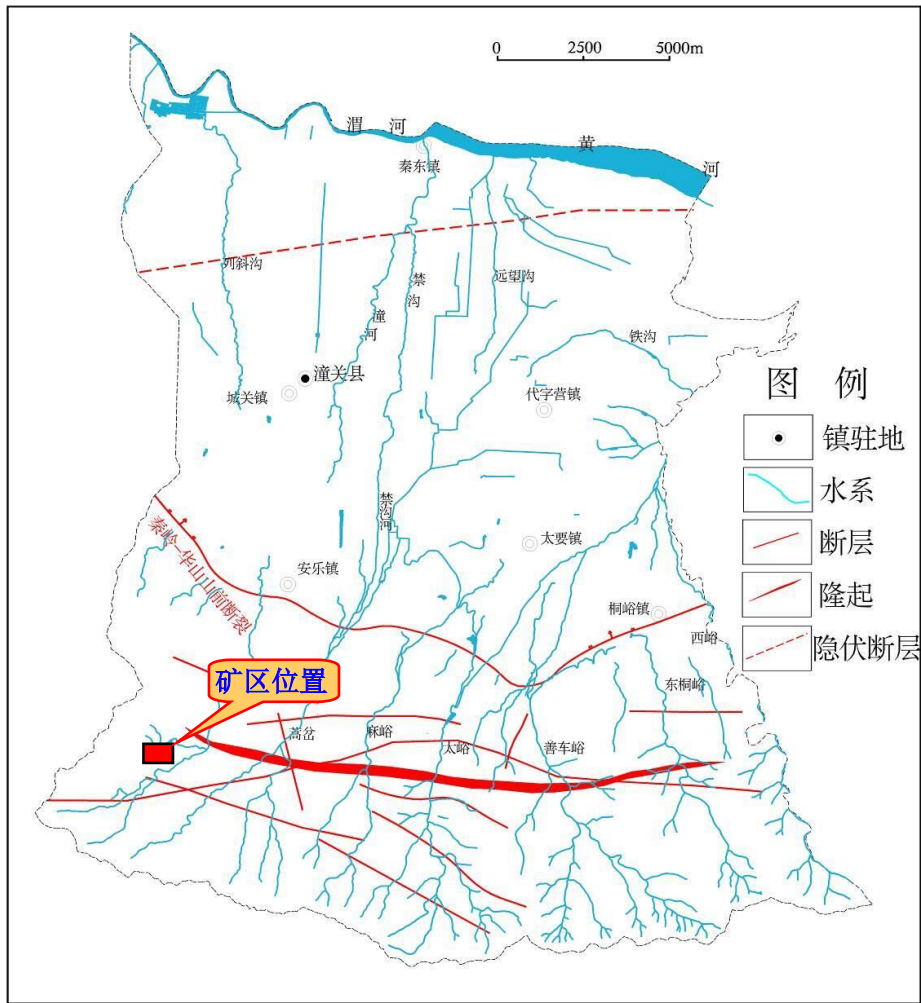 0 2500 5000m
渭 河
黄
河
秦东镇
列斜沟
禁沟
远望沟
潼河
铁沟
潼关县
城关镇
代字营镇
图 例
镇驻地
水系
禁沟河
秦岭-华山山前断裂
太要镇
断层
安乐镇
隆起
桐峪镇
西峪
隐伏断层
矿区位置
东桐峪
蒿岔
麻峪
太峪
善车峪